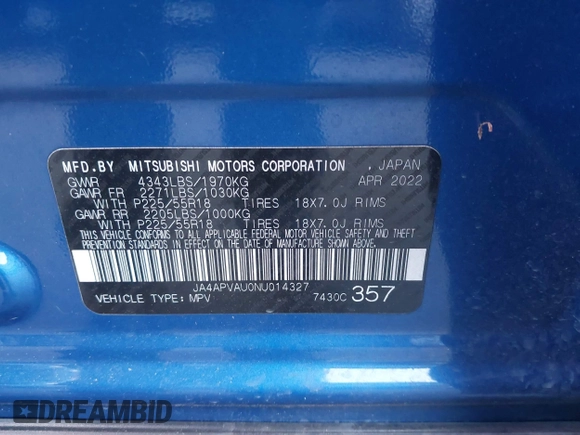 MFD.BY MITSUBISHI MOTORS CORPORATION , JAPAN
GVWR 4343LBS/1970KG APR 2022
GAWR FR 2271LBS/1030KG
WITH P225/55R18 TIRES 18X7.0J RIMS
GAWR RR 2205LBS/1000KG
WITH P225/55R18 TIRES 18X7.0J RIMS
THIS VEHICLE CONFORMS TO ALL APPLICABLE FEDERAL MOTOR VEHICLE SAFETY AND
THEFT PREVENTION STANDARDS IN EFFECT ON THE DATE OF MANUFACTURE SHOWN ABOVE.
JA4APVAU0NU014327
VEHICLE TYPE: MPV 7430C 357
DREAMBID